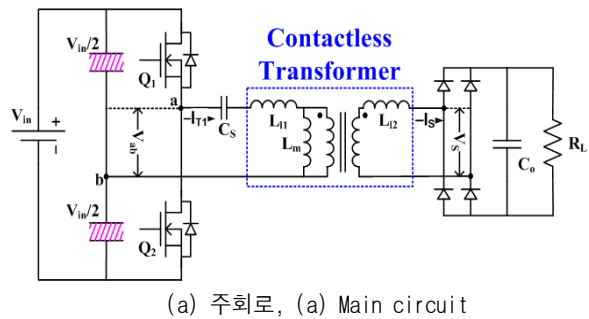 Contactless
Transformer
Vin/2
Q1
a
Vin
+
−
Vab
−IT1→
CS
Ll1
Lm
Ll2
−IS→
VS
Co
RL
b
Vin/2
Q2
(a) 주회로, (a) Main circuit